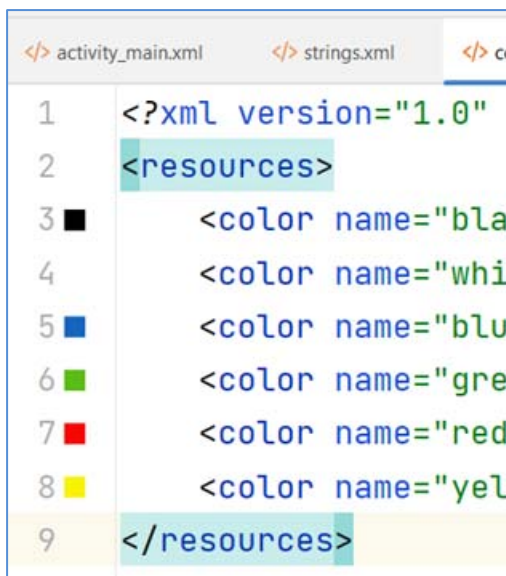 activity_main.xml strings.xml co
1 <?xml version="1.0"
2 <resources>
3 <color name="bla
4 <color name="whi
5 <color name="blu
6 <color name="gre
7 <color name="red
8 <color name="yel
9 </resources>